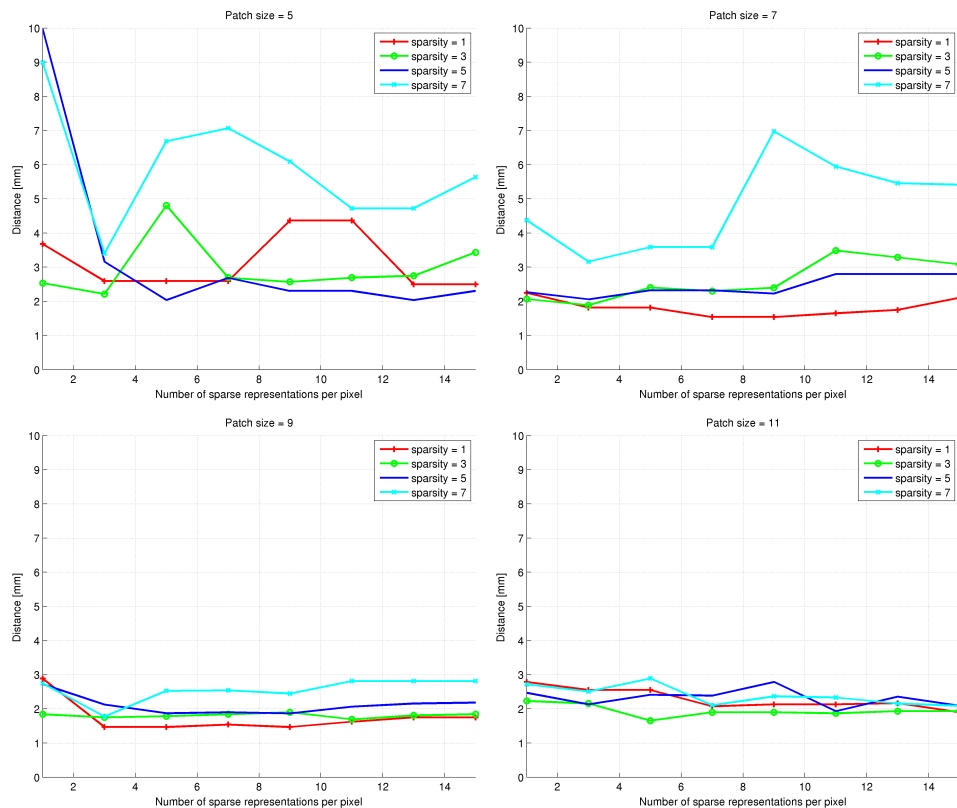 Patch size = 5
10
9
8
7
6
5
4
3
2
1
0
2
4
6
8
10
12
14
Distance [mm]
Number of sparse representations per pixel
sparsity = 1
sparsity = 3
sparsity = 5
sparsity = 7
Patch size = 7
10
9
8
7
6
5
4
3
2
1
0
2
4
6
8
10
12
14
Distance [mm]
Number of sparse representations per pixel
sparsity = 1
sparsity = 3
sparsity = 5
sparsity = 7
Patch size = 9
10
9
8
7
6
5
4
3
2
1
0
2
4
6
8
10
12
14
Distance [mm]
Number of sparse representations per pixel
sparsity = 1
sparsity = 3
sparsity = 5
sparsity = 7
Patch size = 11
10
9
8
7
6
5
4
3
2
1
0
2
4
6
8
10
12
14
Distance [mm]
Number of sparse representations per pixel
sparsity = 1
sparsity = 3
sparsity = 5
sparsity = 7